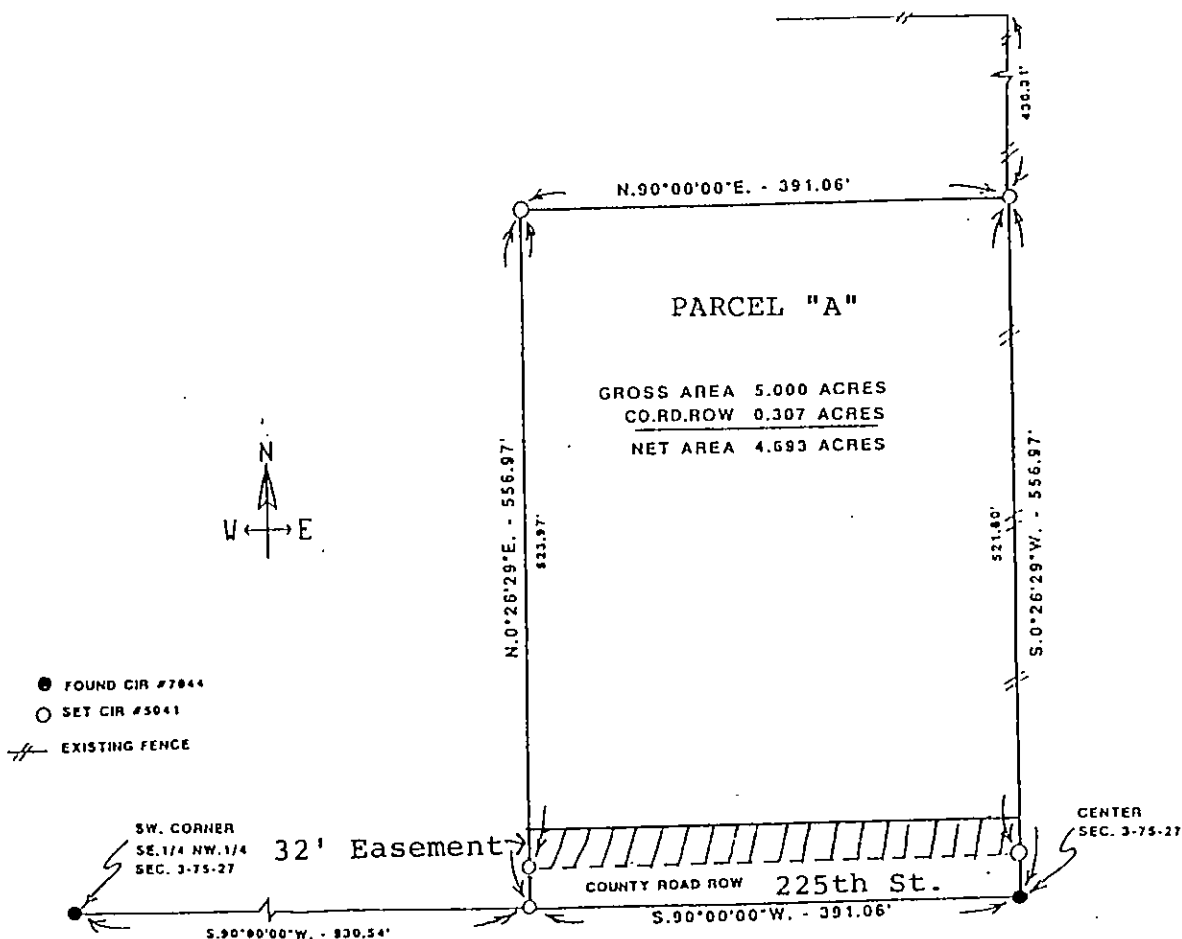 430.31'
N.90°00'00"E. - 391.06'
PARCEL "A"
GROSS AREA 5.000 ACRES
CO.RD.ROW 0.307 ACRES
NET AREA 4.693 ACRES
N
W E
N.0°26'29"E. - 556.97'
523.97'
521.80'
S.0°26'29"W. - 556.97'
FOUND CIR #7844
SET CIR #5041
EXISTING FENCE
SW. CORNER
SE.1/4 NW.1/4
SEC. 3-75-27
32' Easement
CENTER
SEC. 3-75-27
COUNTY ROAD ROW 225th St.
S.90°00'00"W. - 930.54'
S.90°00'00"W. - 391.06'